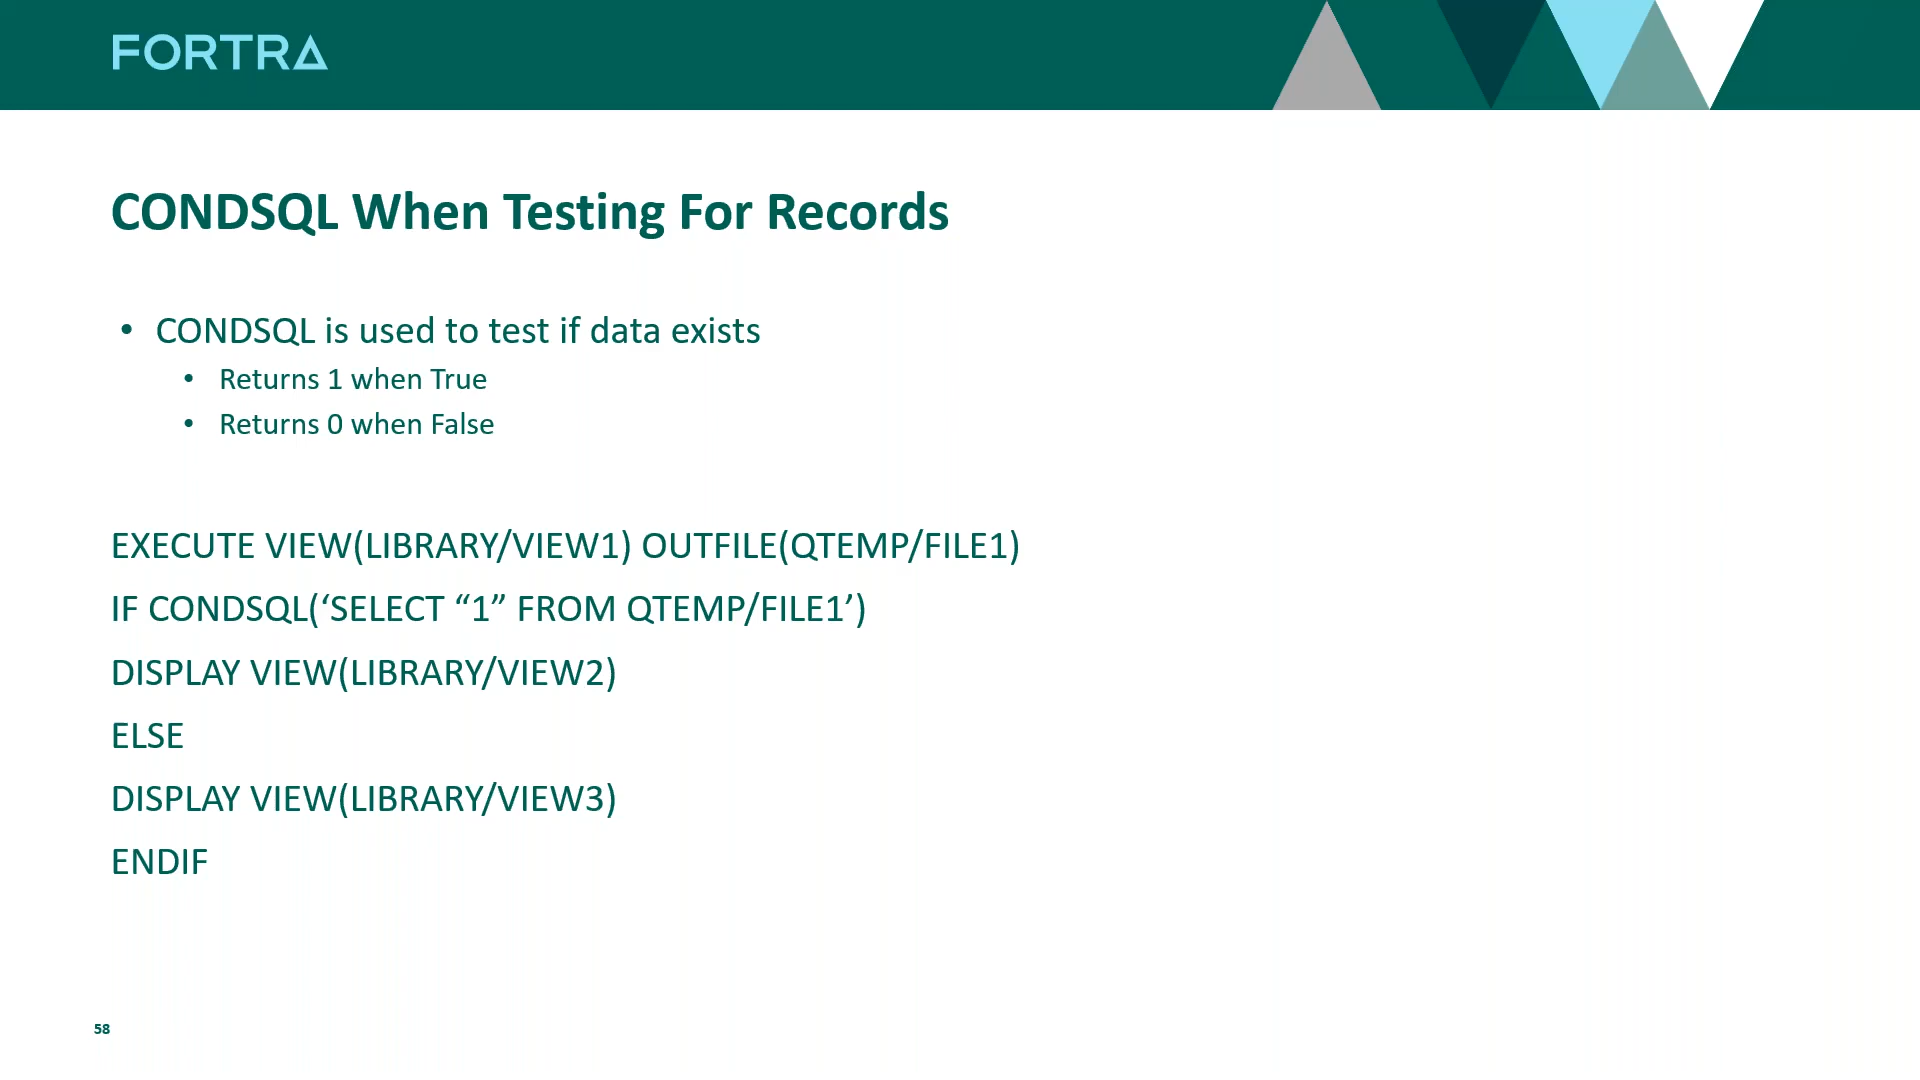 FORTRA
CONDSQL When Testing For Records
• CONDSQL is used to test if data exists
• Returns 1 when True
• Returns 0 when False
EXECUTE VIEW(LIBRARY/VIEW1) OUTFILE(QTEMP/FILE1)
IF CONDSQL(‘SELECT “1” FROM QTEMP/FILE1’)
DISPLAY VIEW(LIBRARY/VIEW2)
ELSE
DISPLAY VIEW(LIBRARY/VIEW3)
ENDIF
58